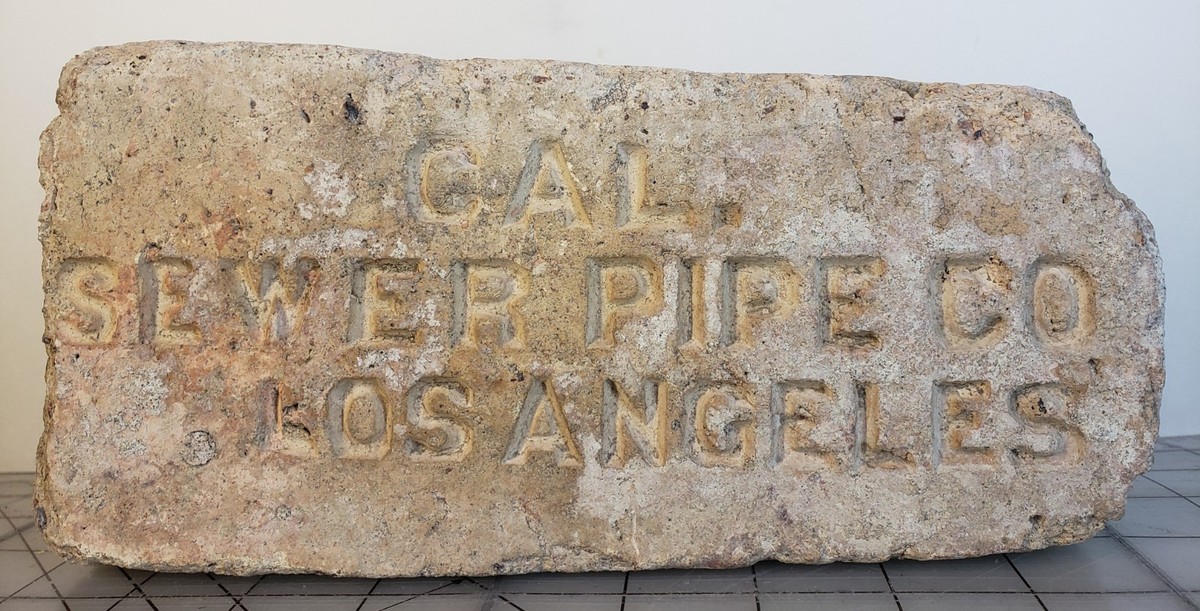 CAL.
SEWER PIPE CO
LOS ANGELES